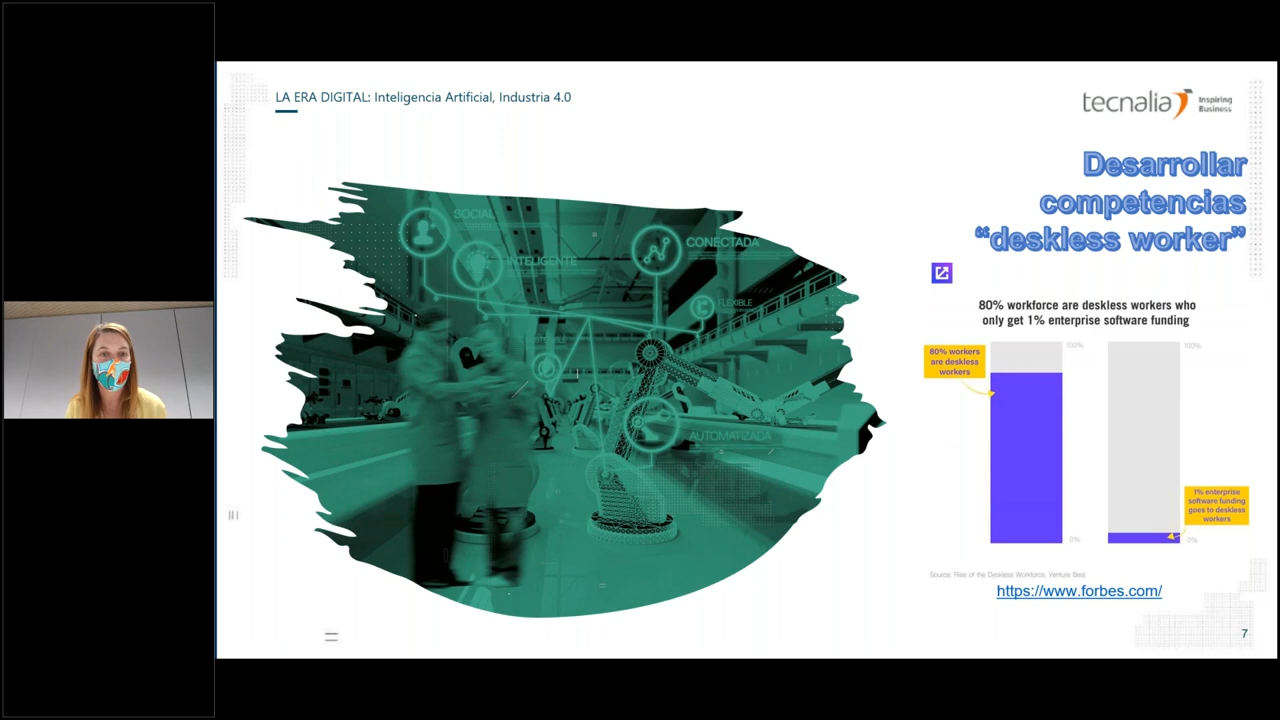 LA ERA DIGITAL: Inteligencia Artificial, Industria 4.0
tecnalia
Inspiring
Business
Desarrollar
competencias
“deskless worker”
SOCIAL
INTELIGENTE
CONECTADA
FLEXIBLE
AUTOMATIZADA
80% workforce are deskless workers who
only get 1% enterprise software funding
100%
100%
80% workers
are deskless
workers
1% enterprise
software funding
goes to deskless
workers
0%
0%
Source: Rise of the Deskless Workforce, Venture Beat
https://www.forbes.com/
7